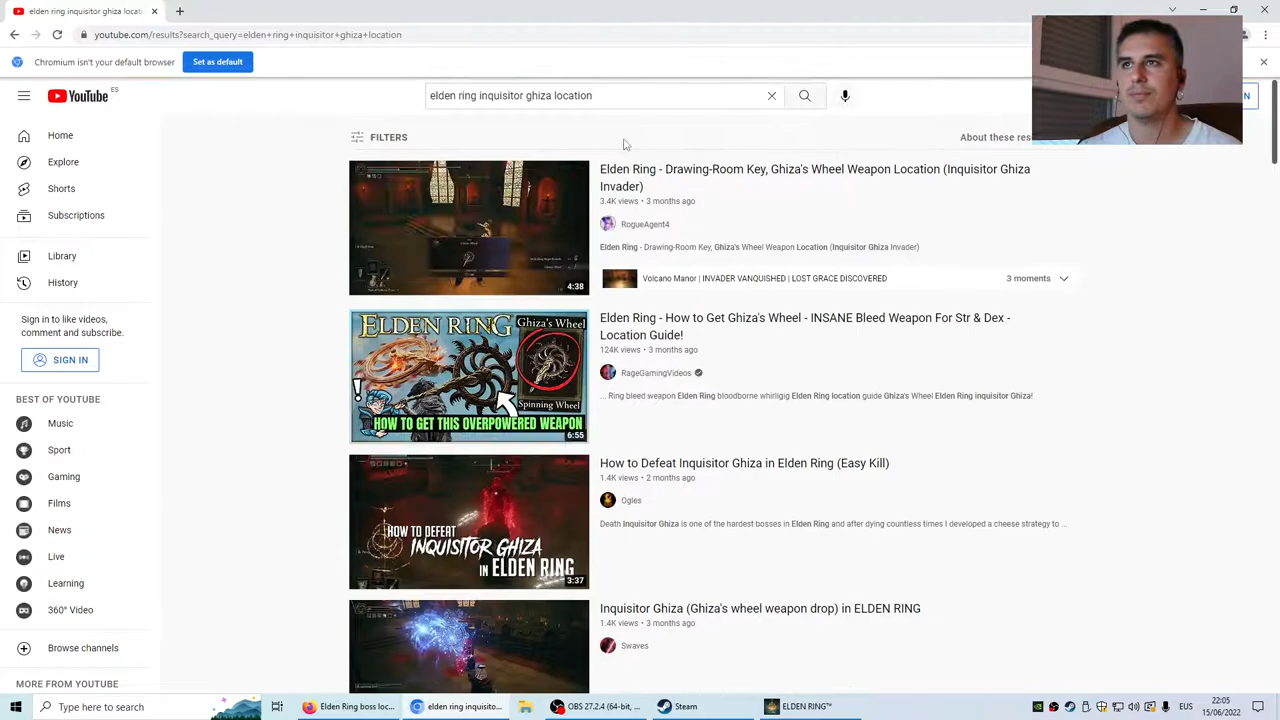 elden ring inquisito
youtube.com/results?search_query=elden+ring+inquisitor+ghiza+location
Chromium isn't your default browser
Set as default
YouTube
ES
elden ring inquisitor ghiza location
FILTERS
About these res
Home
Explore
Shorts
Subscriptions
Library
History
Sign in to like videos,
comment and subscribe.
SIGN IN
BEST OF YOUTUBE
Music
Sport
Gaming
Films
News
Live
Learning
360° Video
Browse channels
MORE FROM YOUTUBE
4:38
Elden Ring - Drawing-Room Key, Ghiza's Wheel Weapon Location (Inquisitor Ghiza
Invader)
3.4K views • 3 months ago
RogueAgent4
Elden Ring - Drawing-Room Key, Ghiza's Wheel Weapon Location (Inquisitor Ghiza Invader)
Volcano Manor | INVADER VANQUISHED | LOST GRACE DISCOVERED
3 moments
ELDEN RING
Ghiza's Wheel
Spinning Wheel
HOW TO GET THIS OVERPOWERED WEAPON
6:55
Elden Ring - How to Get Ghiza's Wheel - INSANE Bleed Weapon For Str & Dex -
Location Guide!
124K views • 3 months ago
RageGamingVideos
... Ring bleed weapon Elden Ring bloodborne whirligig Elden Ring location guide Ghiza's Wheel Elden Ring inquisitor Ghiza!
HOW TO DEFEAT
INQUISITOR GHIZA
IN ELDEN RING
3:37
How to Defeat Inquisitor Ghiza in Elden Ring (Easy Kill)
1.4K views • 2 months ago
Ogles
Death Inquisitor Ghiza is one of the hardest bosses in Elden Ring and after dying countless times I developed a cheese strategy to ...
Inquisitor Ghiza (Ghiza's wheel weapon drop) in ELDEN RING
1.4K views • 3 months ago
Swaves
Type here to search
Elden Ring boss loc...
elden ring inquisito...
OBS 27.2.4 (64-bit, ...
Steam
ELDEN RING™
EUS
22:05
15/06/2022